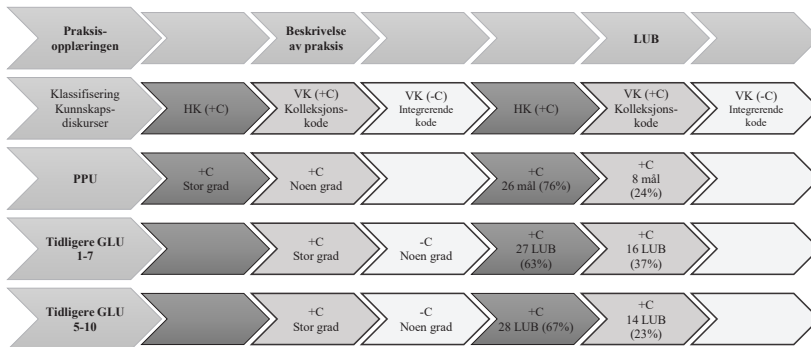 Praksis-
opplæringen
Beskrivelse
av praksis
LUB
Klassifisering
Kunnskaps-
diskurser
HK (+C)
VK (+C)
Kolleksjons-
kode
VK (-C)
Integrerende
kode
HK (+C)
VK (+C)
Kolleksjons-
kode
VK (-C)
Integrerende
kode
PPU
+C
Stor grad
+C
Noen grad
+C
26 mål (76%)
+C
8 mål
(24%)
Tidligere GLU
1-7
+C
Stor grad
-C
Noen grad
+C
27 LUB
(63%)
+C
16 LUB
(37%)
Tidligere GLU
5-10
+C
Stor grad
-C
Noen grad
+C
28 LUB (67%)
+C
14 LUB
(23%)